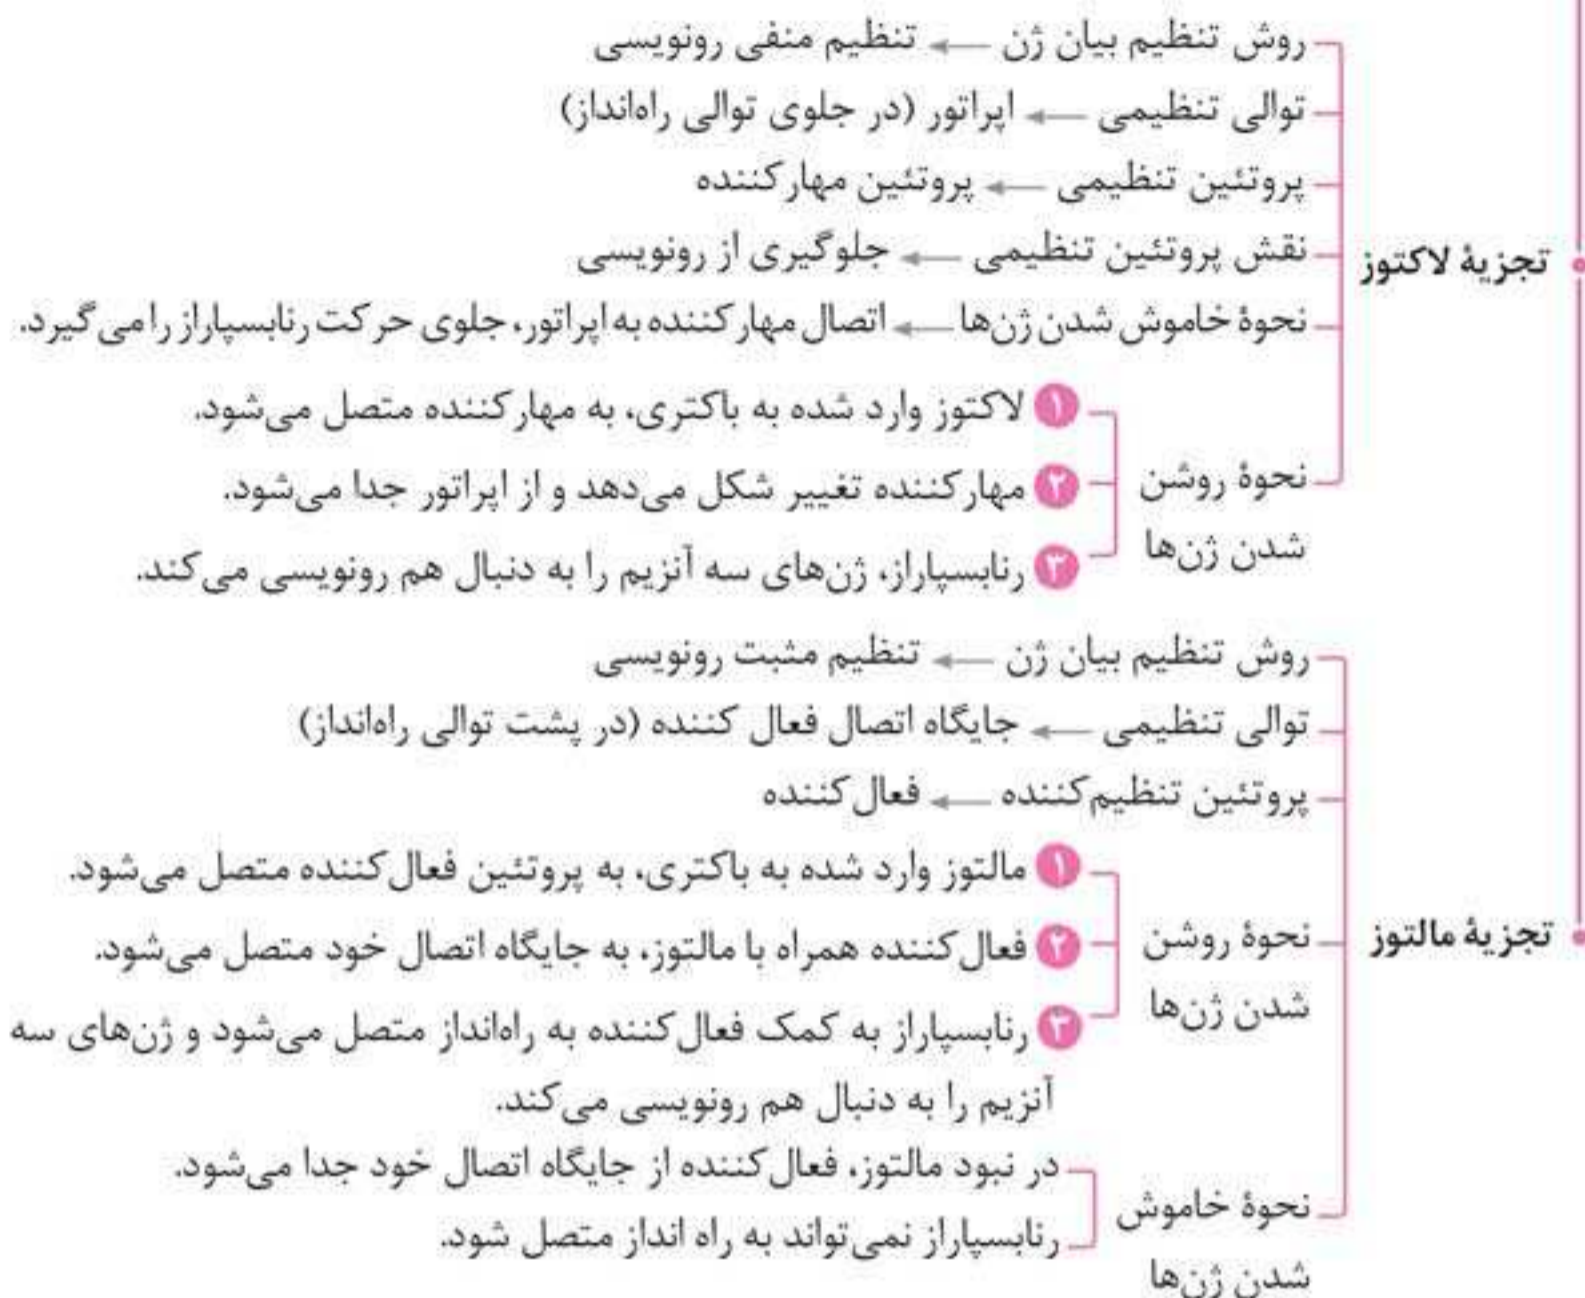 روش تنظیم بیان ژن ← تنظیم منفی رونویسی
توالی تنظیمی ← اپراتور (در جلوی توالی راه‌انداز)
پروتئین تنظیمی ← پروتئین مهارکننده
تجزیهٔ لاکتوز
نقش پروتئین تنظیمی ← جلوگیری از رونویسی
نحوهٔ خاموش شدن ژن‌ها ← اتصال مهارکننده به اپراتور، جلوی حرکت رنابسپاراز را می‌گیرد.
نحوهٔ روشن
شدن ژن‌ها
۱ لاکتوز وارد شده به باکتری، به مهارکننده متصل می‌شود.
۲ مهارکننده تغییر شکل می‌دهد و از اپراتور جدا می‌شود.
۳ رنابسپاراز، ژن‌های سه آنزیم را به دنبال هم رونویسی می‌کند.
روش تنظیم بیان ژن ← تنظیم مثبت رونویسی
توالی تنظیمی ← جایگاه اتصال فعال کننده (در پشت توالی راه‌انداز)
پروتئین تنظیم‌کننده ← فعال‌کننده
تجزیهٔ مالتوز
نحوهٔ روشن
شدن ژن‌ها
۱ مالتوز وارد شده به باکتری، به پروتئین فعال‌کننده متصل می‌شود.
۲ فعال‌کننده همراه با مالتوز، به جایگاه اتصال خود متصل می‌شود.
۳ رنابسپاراز به کمک فعال‌کننده به راه‌انداز متصل می‌شود و ژن‌های سه
آنزیم را به دنبال هم رونویسی می‌کند.
نحوهٔ خاموش
شدن ژن‌ها
در نبود مالتوز، فعال‌کننده از جایگاه اتصال خود جدا می‌شود.
رنابسپاراز نمی‌تواند به راه انداز متصل شود.